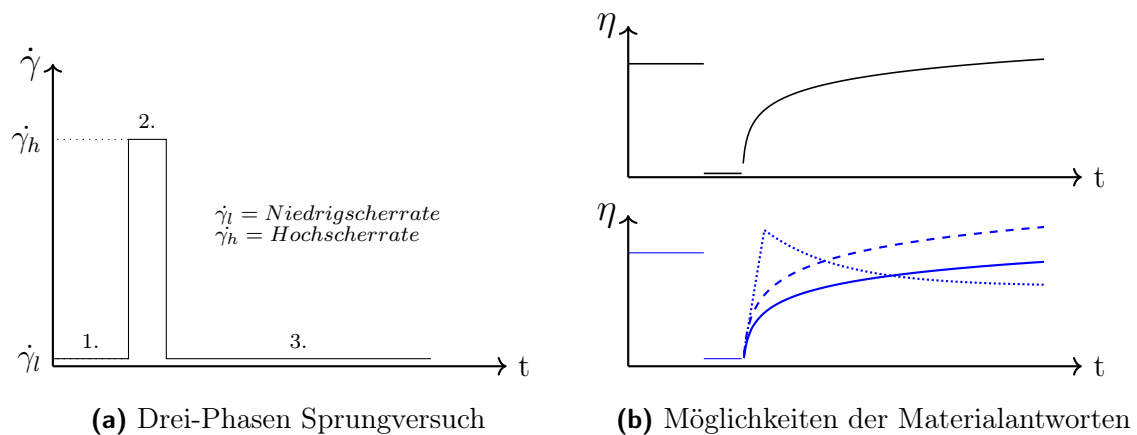 γ̇
γ̇h
γ̇l
1.
2.
3.
γ̇l = Niedrigscherrate
γ̇h = Hochscherrate
t
(a) Drei-Phasen Sprungversuch
η
t
η
t
(b) Möglichkeiten der Materialantworten